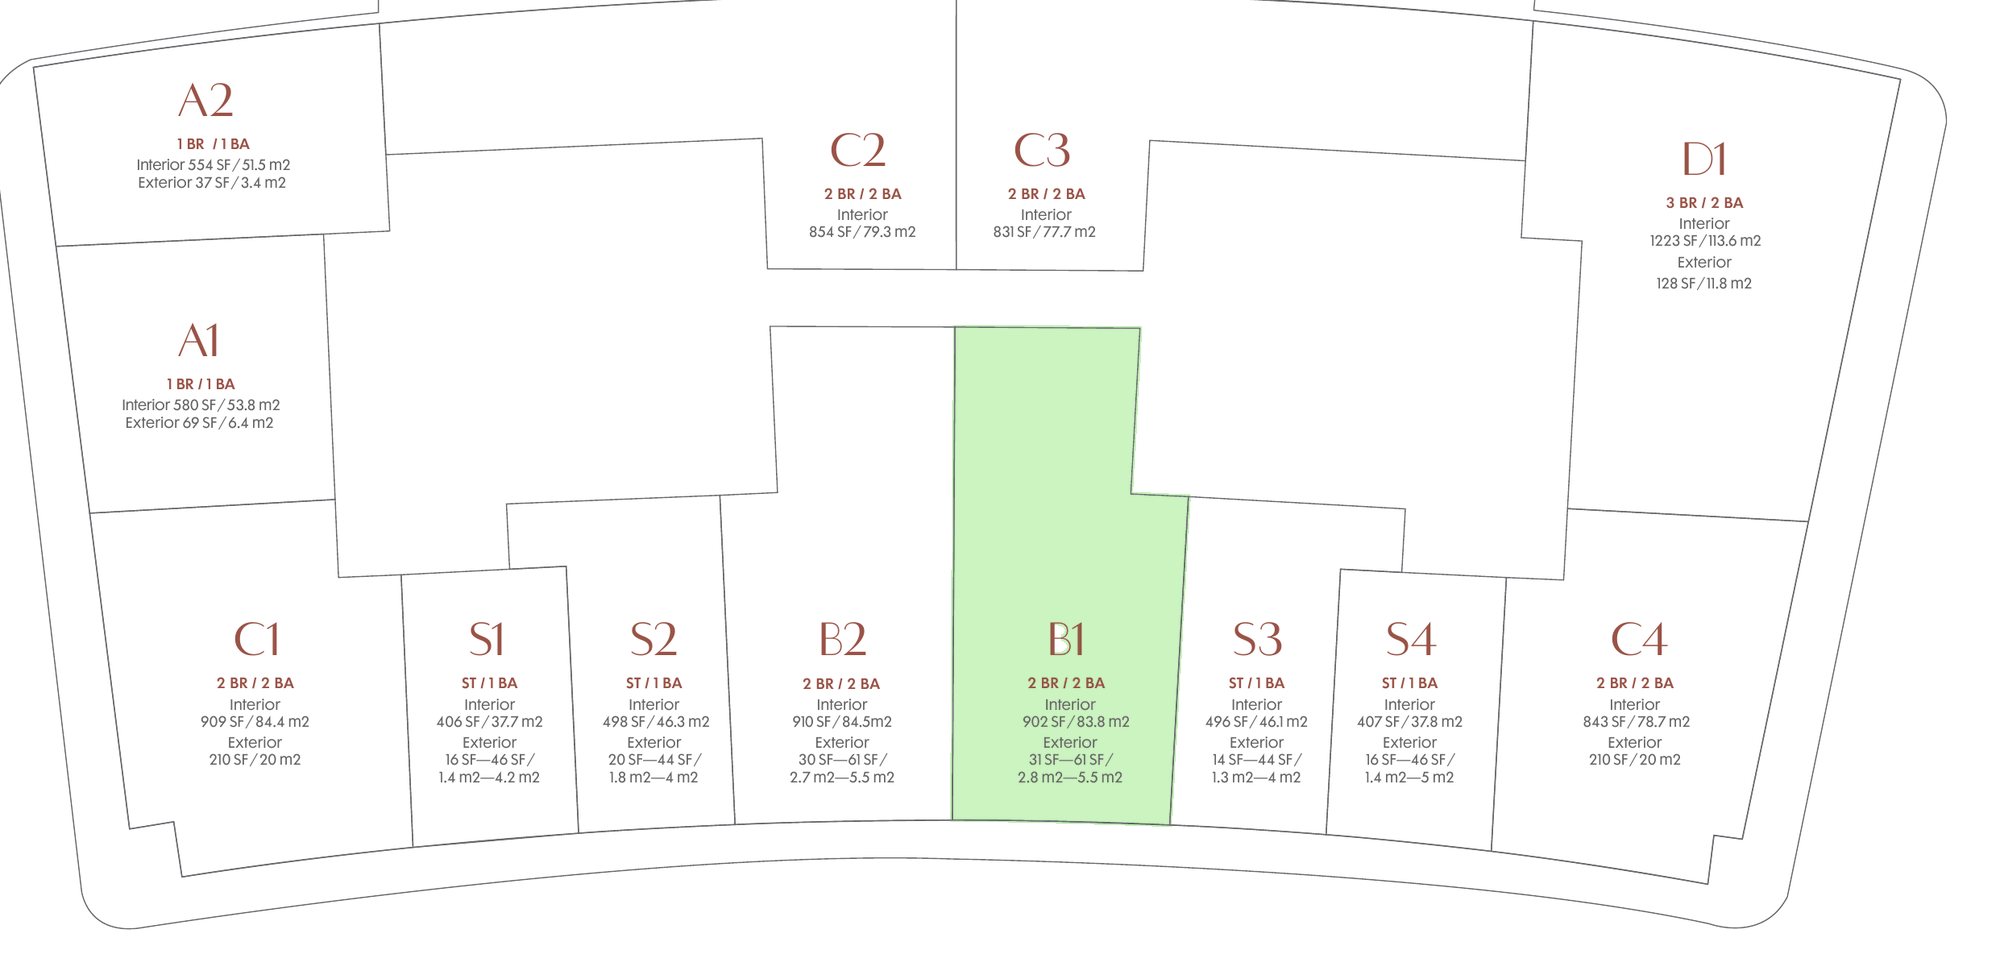 A2
1 BR / 1 BA
Interior 554 SF/51.5 m2
Exterior 37 SF/3.4 m2
C2
2 BR / 2 BA
Interior
854 SF/79.3 m2
C3
2 BR / 2 BA
Interior
831 SF/77.7 m2
D1
3 BR / 2 BA
Interior
1223 SF/113.6 m2
Exterior
128 SF/11.8 m2
A1
1 BR / 1 BA
Interior 580 SF/53.8 m2
Exterior 69 SF/6.4 m2
C1
2 BR / 2 BA
Interior
909 SF/84.4 m2
Exterior
210 SF/20 m2
S1
ST / 1 BA
Interior
406 SF/37.7 m2
Exterior
16 SF—46 SF/
1.4 m2—4.2 m2
S2
ST / 1 BA
Interior
498 SF/46.3 m2
Exterior
20 SF—44 SF/
1.8 m2—4 m2
B2
2 BR / 2 BA
Interior
910 SF/84.5m2
Exterior
30 SF—61 SF/
2.7 m2—5.5 m2
B1
2 BR / 2 BA
Interior
902 SF/83.8 m2
Exterior
31 SF—61 SF/
2.8 m2—5.5 m2
S3
ST / 1 BA
Interior
496 SF/46.1 m2
Exterior
14 SF—44 SF/
1.3 m2—4 m2
S4
ST / 1 BA
Interior
407 SF/37.8 m2
Exterior
16 SF—46 SF/
1.4 m2—5 m2
C4
2 BR / 2 BA
Interior
843 SF/78.7 m2
Exterior
210 SF/20 m2